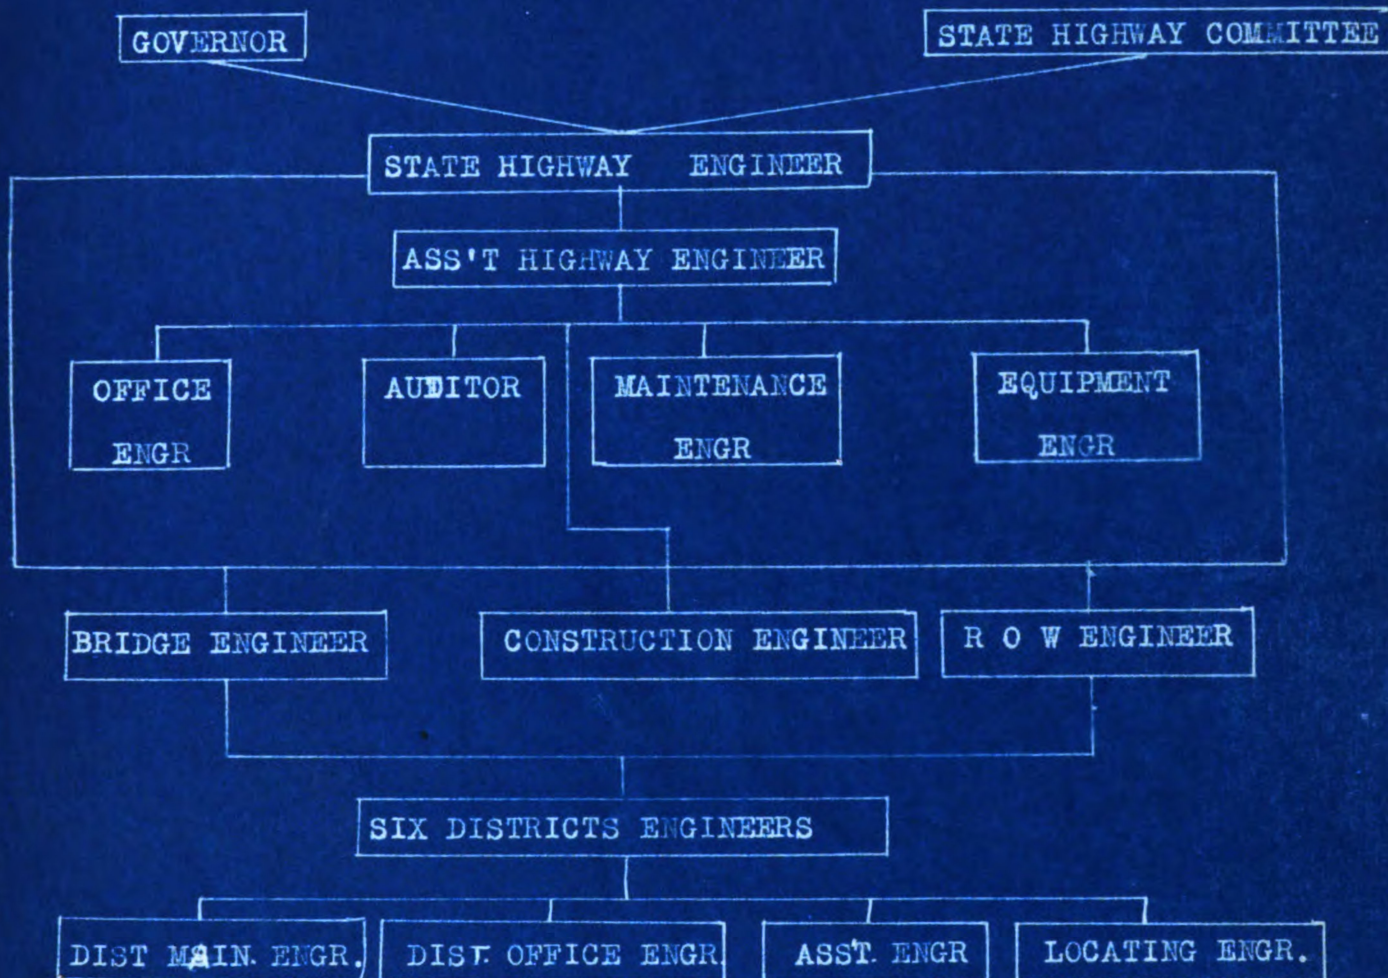 GOVERNOR
STATE HIGHWAY COMMITTEE
STATE HIGHWAY ENGINEER
ASS'T HIGHWAY ENGINEER
OFFICE
ENGR
AUDITOR
MAINTENANCE
ENGR
EQUIPMENT
ENGR
BRIDGE ENGINEER
CONSTRUCTION ENGINEER
R O W ENGINEER
SIX DISTRICTS ENGINEERS
DIST MAIN. ENGR.
DIST. OFFICE ENGR.
ASS'T. ENGR
LOCATING ENGR.